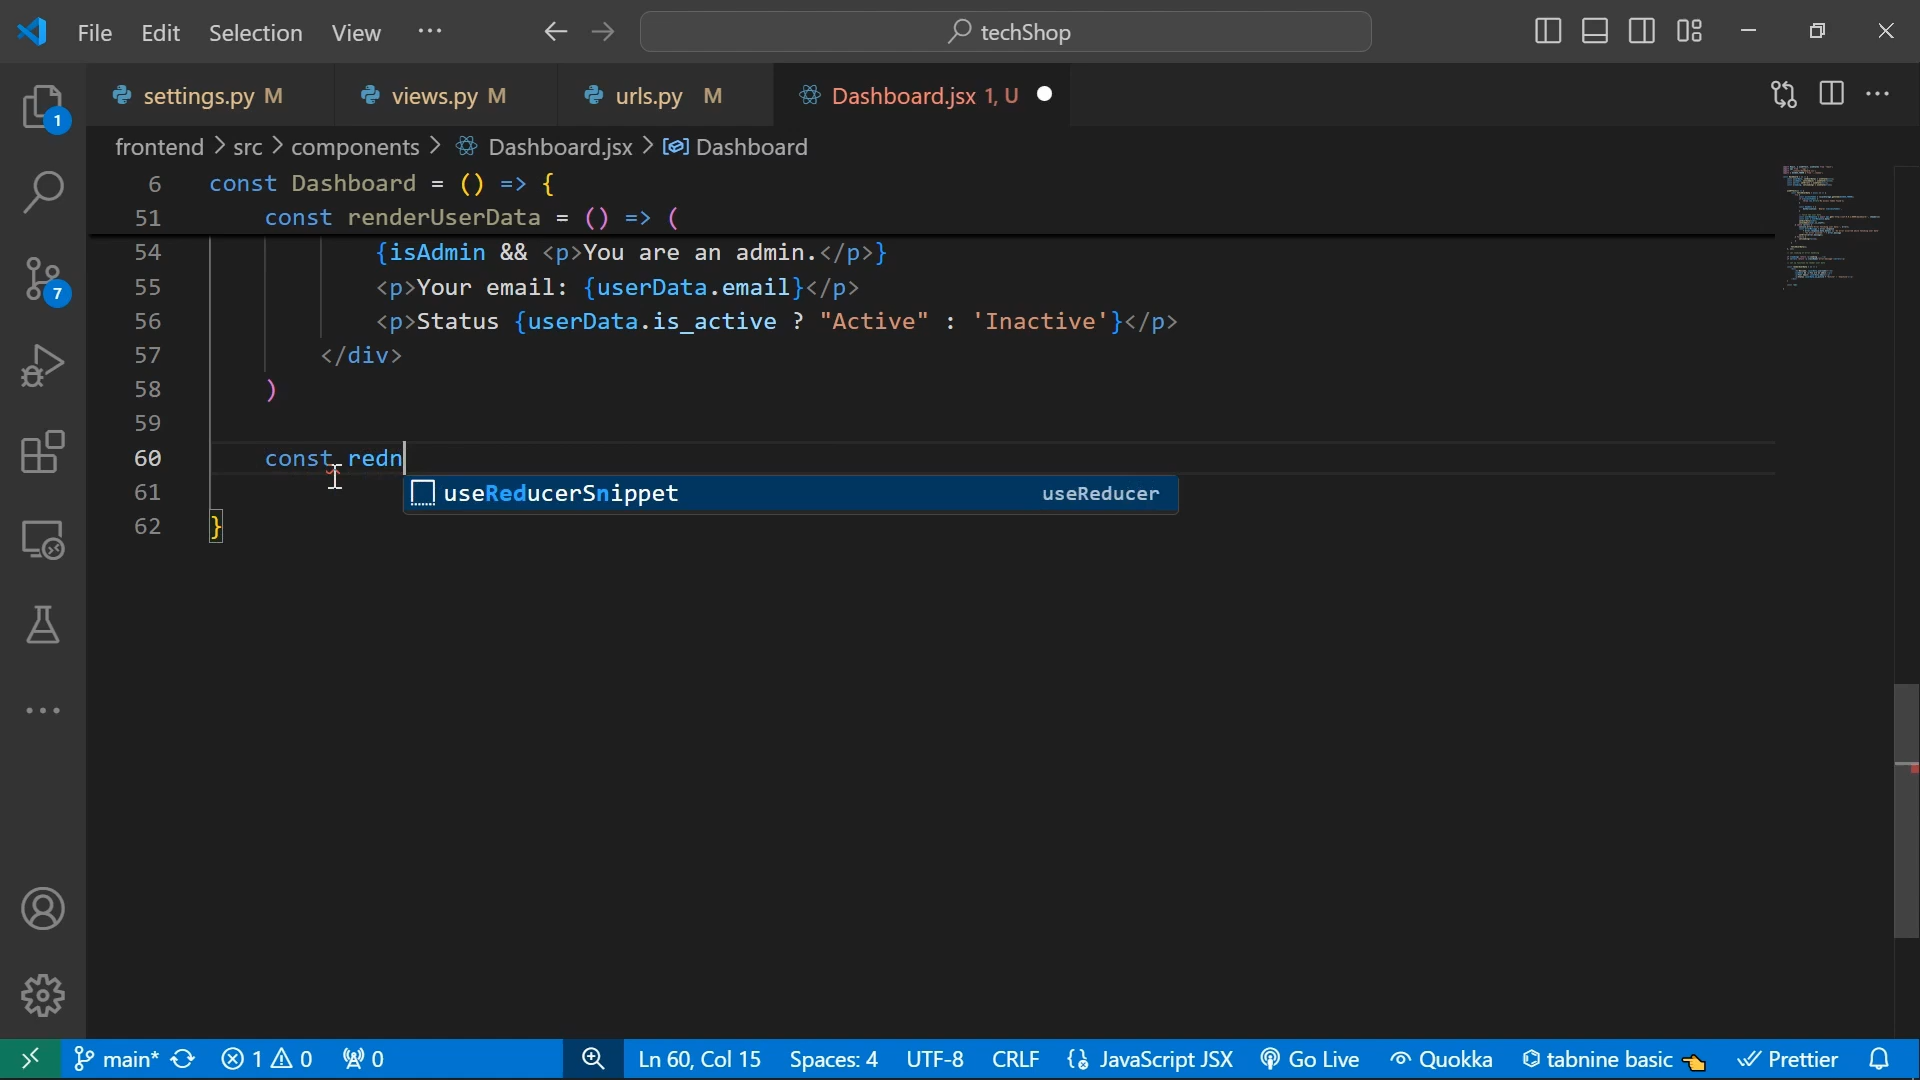 File Edit Selection View ··· techShop
settings.py M views.py M urls.py M Dashboard.jsx 1, U
frontend > src > components > Dashboard.jsx > Dashboard
6 const Dashboard = () => {
51 const renderUserData = () => (
54 {isAdmin && <p>You are an admin.</p>}
55 <p>Your email: {userData.email}</p>
56 <p>Status {userData.is_active ? "Active" : 'Inactive'}</p>
57 </div>
58 )
59
60 const redn
useReducerSnippet useReducer
61
62 }
1
7
main* 1 0 0 Ln 60, Col 15 Spaces: 4 UTF-8 CRLF JavaScript JSX Go Live Quokka tabnine basic Prettier